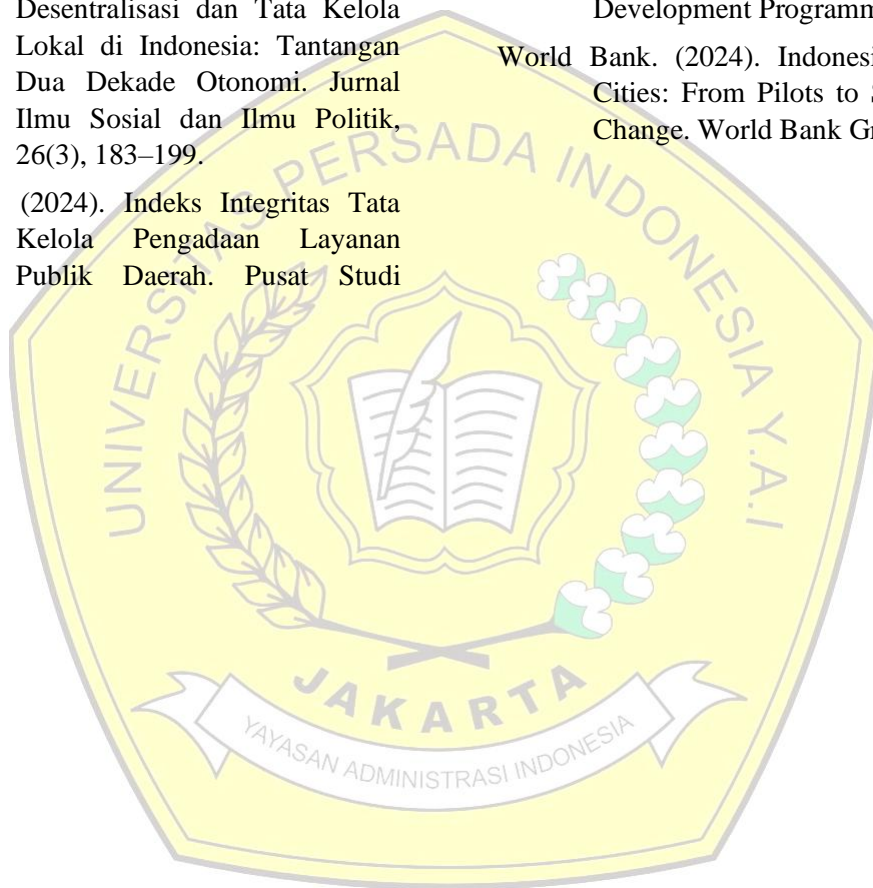 Desentralisasi dan Tata Kelola
Lokal di Indonesia: Tantangan
Dua Dekade Otonomi. Jurnal
Ilmu Sosial dan Ilmu Politik,
26(3), 183–199.
(2024). Indeks Integritas Tata
Kelola Pengadaan Layanan
Publik Daerah. Pusat Studi
Development Programm
World Bank. (2024). Indonesi
Cities: From Pilots to S
Change. World Bank Gr
UNIVERSITAS PERSADA INDONESIA Y.A.I
JAKARTA
YAYASAN ADMINISTRASI INDONESIA